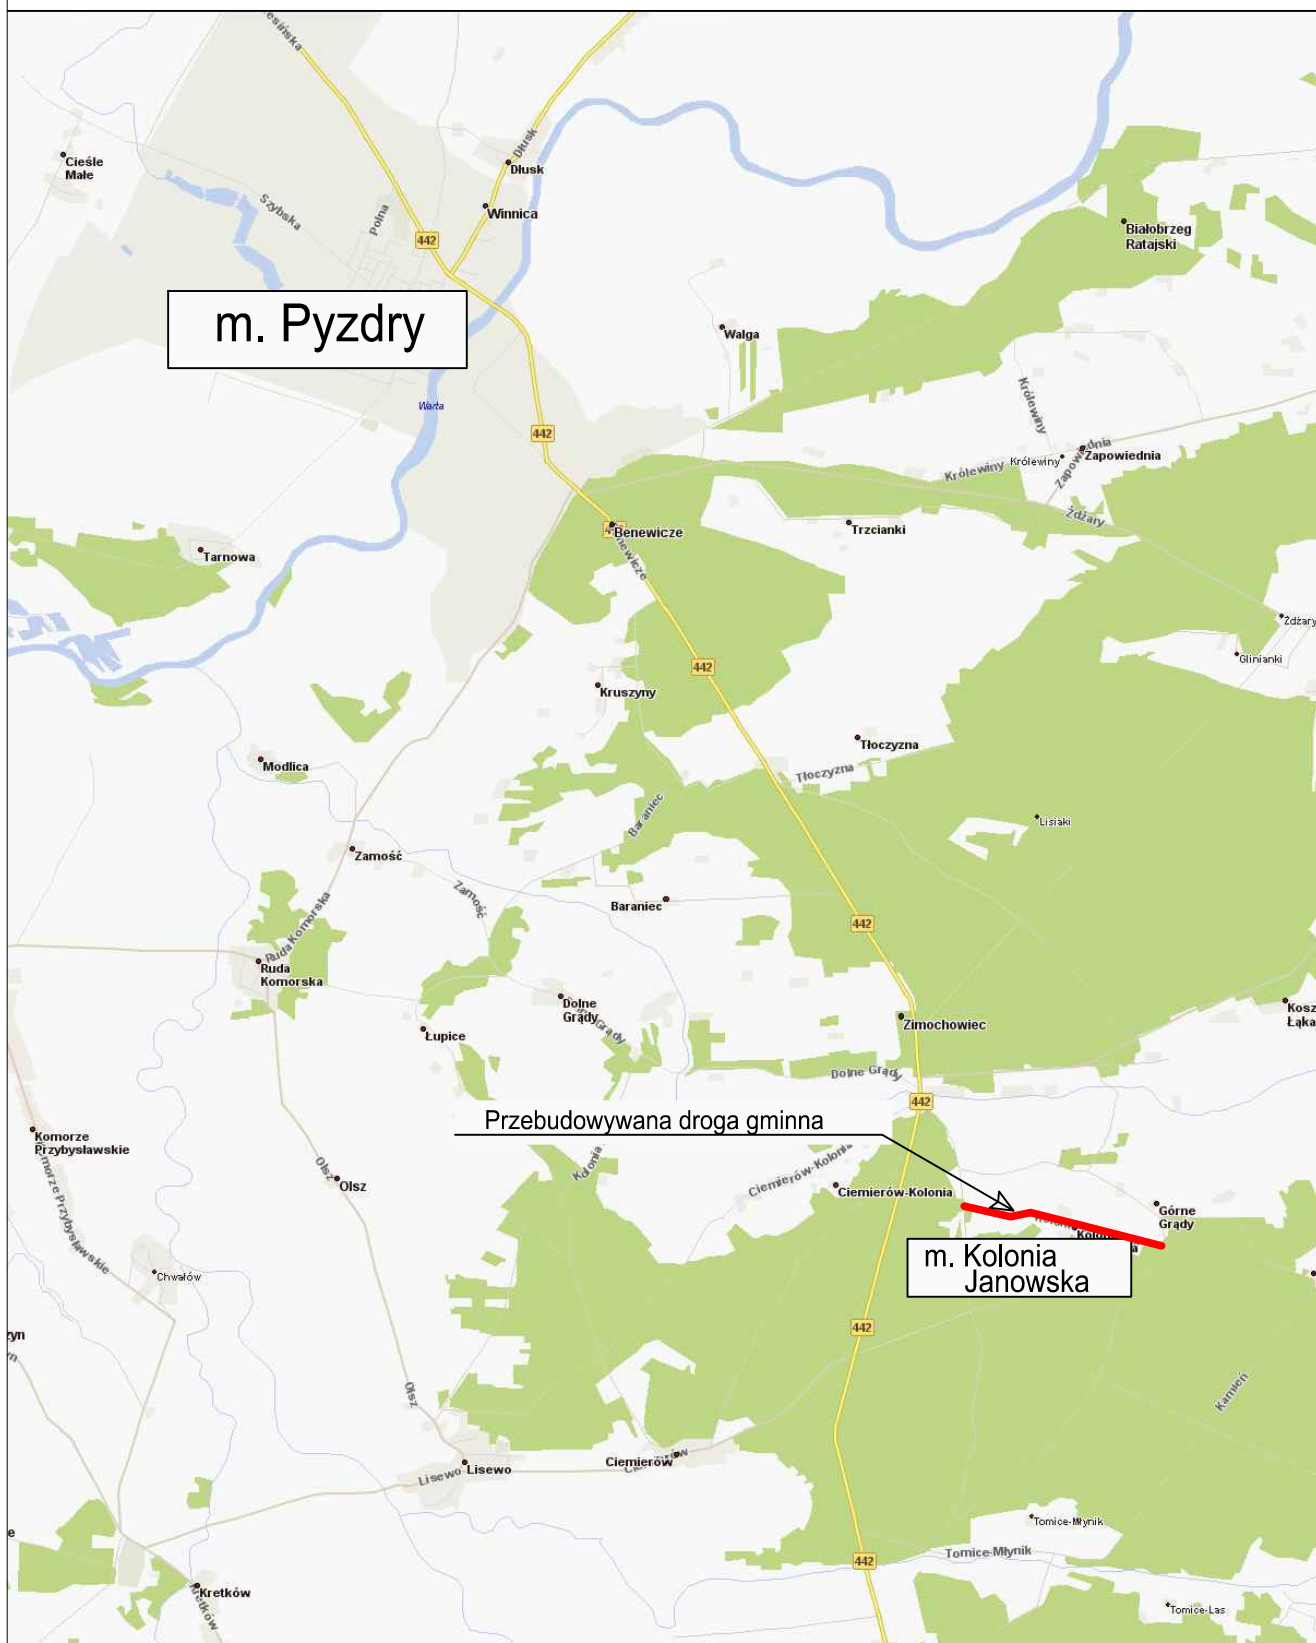 Cieśle
Małe
Szybska
Polna
Dłusk
Dłusk
Winnica
442
Białobrzeg
Ratajski
m. Pyzdry
Walga
Warta
442
Królewiny
Królewiny
Zapowiednia
Zapowiednia
Królewiny
Żdżary
Benewicze
Trzcianki
Tarnowa
Żdżary
Glinianki
442
Kruszyny
Tłoczyzna
Tłoczyzna
Modlica
Baraniec
Lisiaki
Zamość
Zamość
Baraniec
442
Ruda Komorska
Ruda
Komorska
Dolne
Grądy
Grądy
Łupice
Zimochowiec
Dolne Grądy
442
Przebudowywana droga gminna
Komorze
Przybysławskie
Kolonia
Ciemierów-Kolonia
Ciemierów-Kolonia
Olsz
Olsz
Górne
Grądy
m. Kolonia
Janowska
Chwałów
442
Olsz
Kamień
Ciemierów
Lisewo
Lisewo
Tomice-Młynik
Tomice-Młynik
442
Kretków
Kretków
Tomice-Las